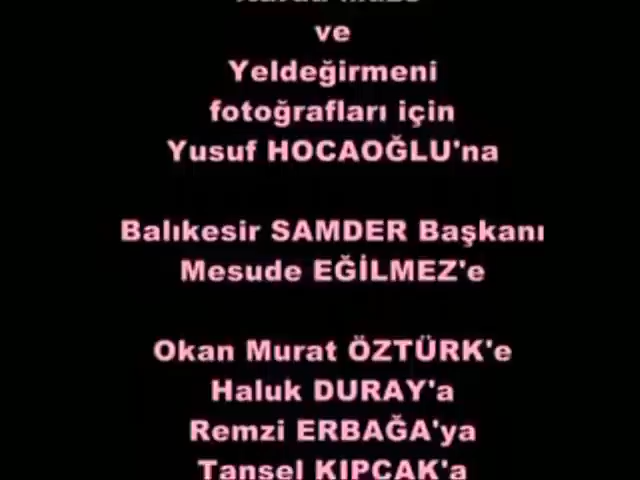 ve
Yeldeğirmeni
fotoğrafları için
Yusuf HOCAOĞLU'na
Balıkesir SAMDER Başkanı
Mesude EĞİLMEZ'e
Okan Murat ÖZTÜRK'e
Haluk DURAY'a
Remzi ERBAĞA'ya
Tansel KIPÇAK'a